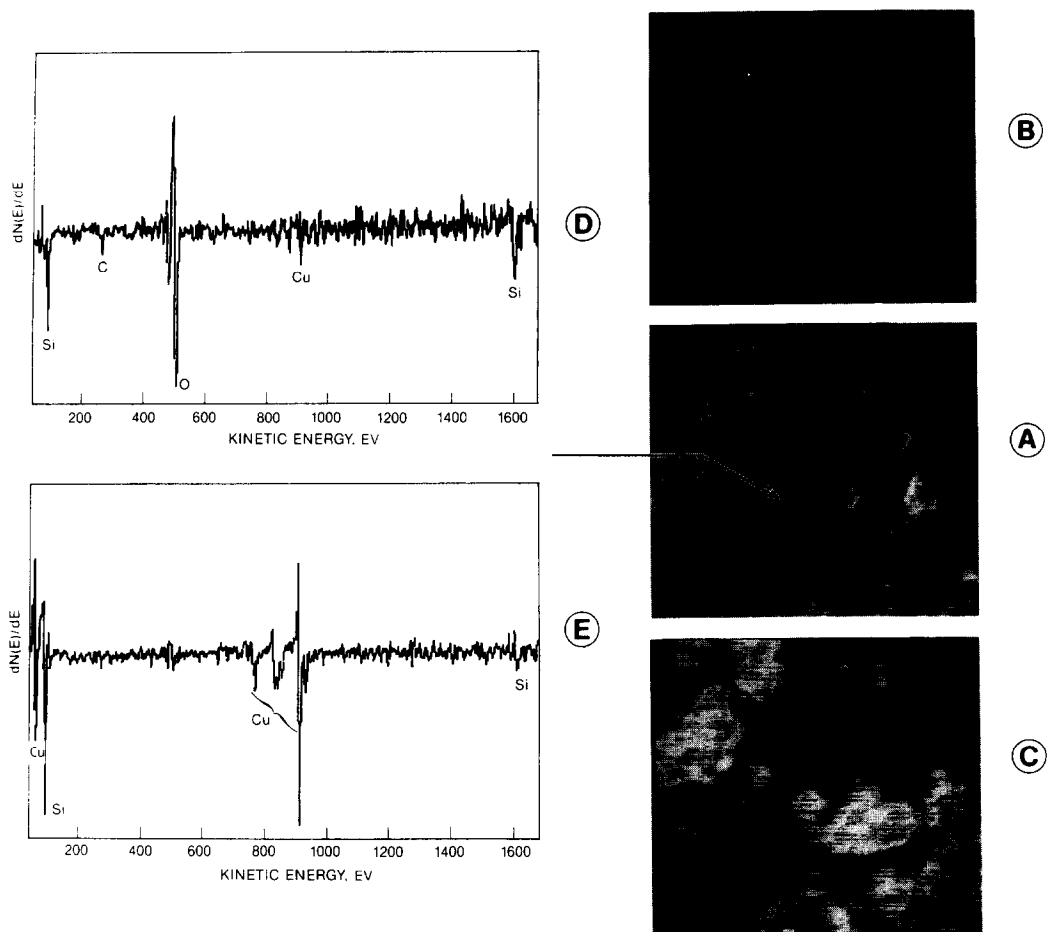 dN(E)/dE
Si
C
O
Cu
Si
200 400 600 800 1000 1200 1400 1600
KINETIC ENERGY, EV
D
dN(E)/dE
Cu
Si
Cu
Si
200 400 600 800 1000 1200 1400 1600
KINETIC ENERGY, EV
E
B
A
C